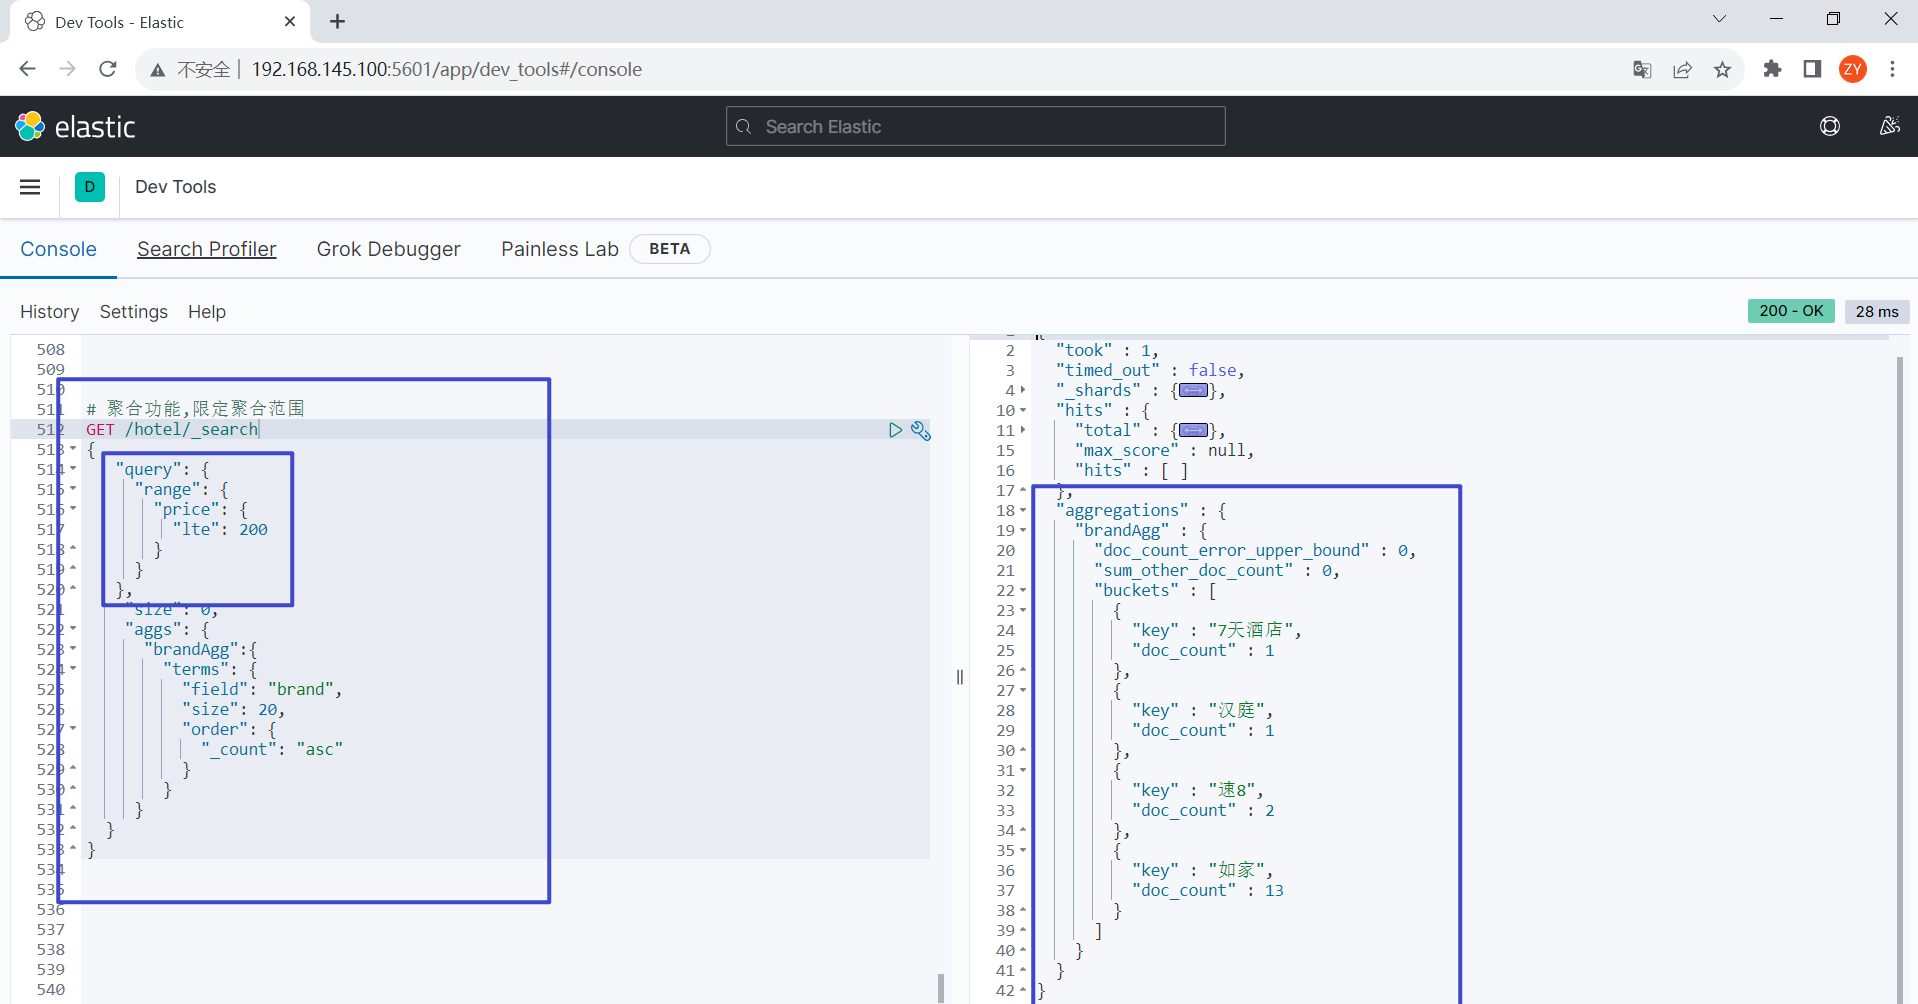 Dev Tools - Elastic
不安全 192.168.145.100:5601/app/dev_tools#/console
ZY
elastic
Search Elastic
D Dev Tools
Console Search Profiler Grok Debugger Painless Lab BETA
History Settings Help
200 - OK 28 ms
508
509
510
511 # 聚合功能,限定聚合范围
512 GET /hotel/_search
513 {
514 "query": {
515 "range": {
516 "price": {
517 "lte": 200
518 }
519 }
520 },
521 "size": 0,
522 "aggs": {
523 "brandAgg":{
524 "terms": {
525 "field": "brand",
526 "size": 20,
527 "order": {
528 "_count": "asc"
529 }
530 }
531 }
532 }
533 }
534
535
536
537
538
539
540
{
2 "took" : 1,
3 "timed_out" : false,
4 "_shards" : {},
10 "hits" : {
11 "total" : {},
15 "max_score" : null,
16 "hits" : [ ]
17 },
18 "aggregations" : {
19 "brandAgg" : {
20 "doc_count_error_upper_bound" : 0,
21 "sum_other_doc_count" : 0,
22 "buckets" : [
23 {
24 "key" : "7天酒店",
25 "doc_count" : 1
26 },
27 {
28 "key" : "汉庭",
29 "doc_count" : 1
30 },
31 {
32 "key" : "速8",
33 "doc_count" : 2
34 },
35 {
36 "key" : "如家",
37 "doc_count" : 13
38 }
39 ]
40 }
41 }
42 }